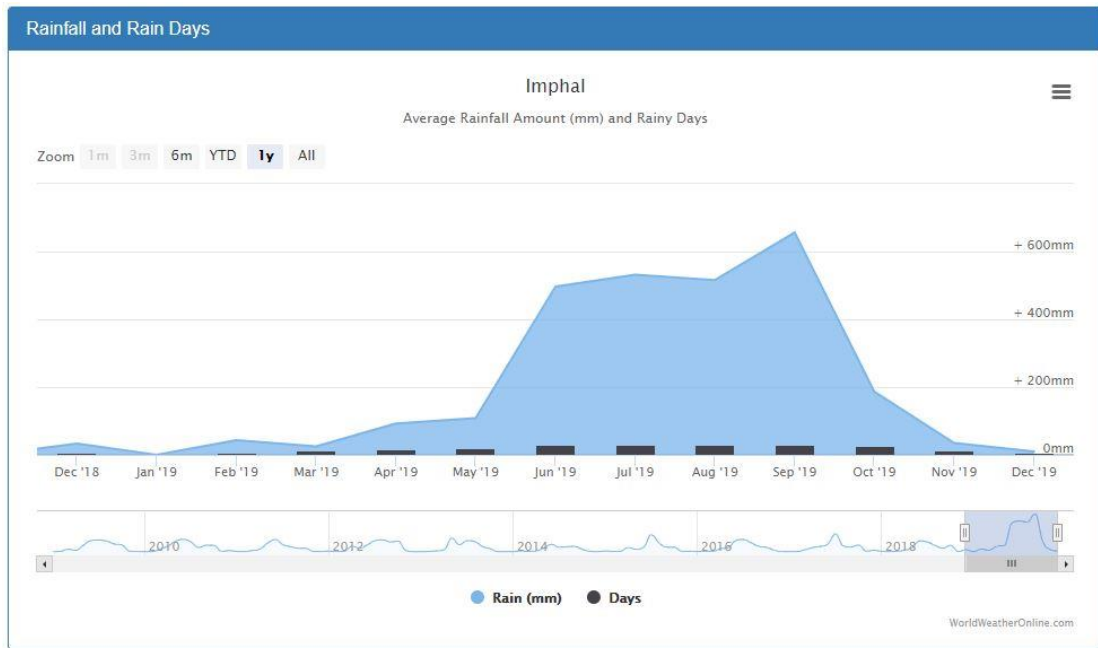 Rainfall and Rain Days
Imphal
Average Rainfall Amount (mm) and Rainy Days
Zoom 1m 3m 6m YTD 1y All
+ 600mm
+ 400mm
+ 200mm
0mm
Dec '18 Jan '19 Feb '19 Mar '19 Apr '19 May '19 Jun '19 Jul '19 Aug '19 Sep '19 Oct '19 Nov '19 Dec '19
2010 2012 2014 2016 2018
Rain (mm) Days
WorldWeatherOnline.com